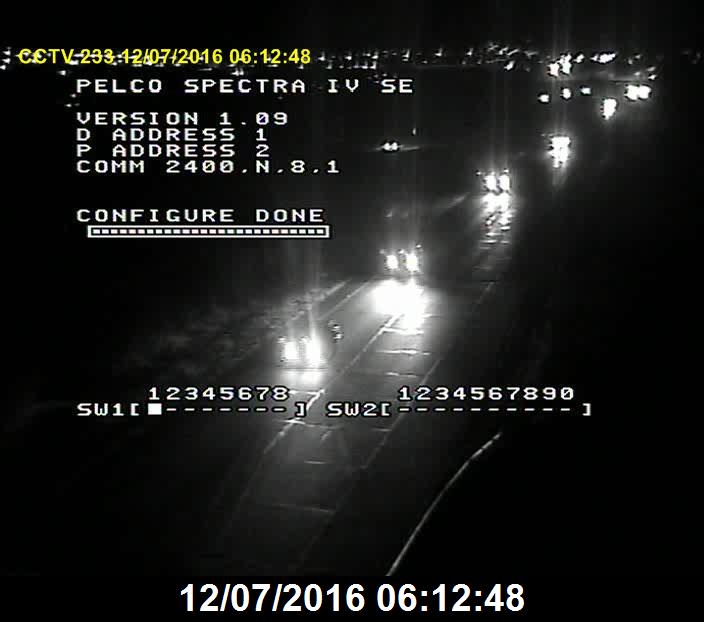 CCTV 233 12/07/2016 06:12:48
PELCO SPECTRA IV SE
VERSION 1.09
D ADDRESS 1
P ADDRESS 2
COMM 2400,N,8,1
CONFIGURE DONE
12345678 1234567890
SW1[■-------] SW2[----------]
12/07/2016 06:12:48